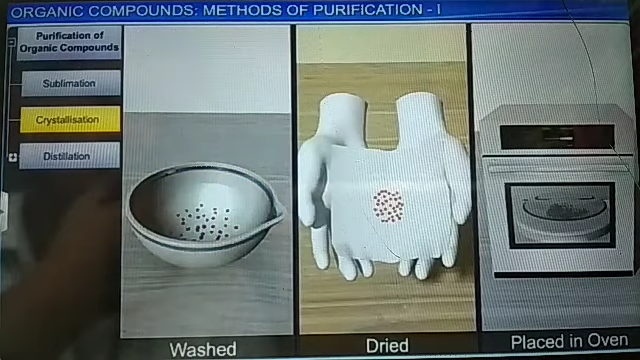 ORGANIC COMPOUNDS: METHODS OF PURIFICATION - I
Purification of
Organic Compounds
Sublimation
Crystallisation
Distillation
Washed
Dried
Placed in Oven